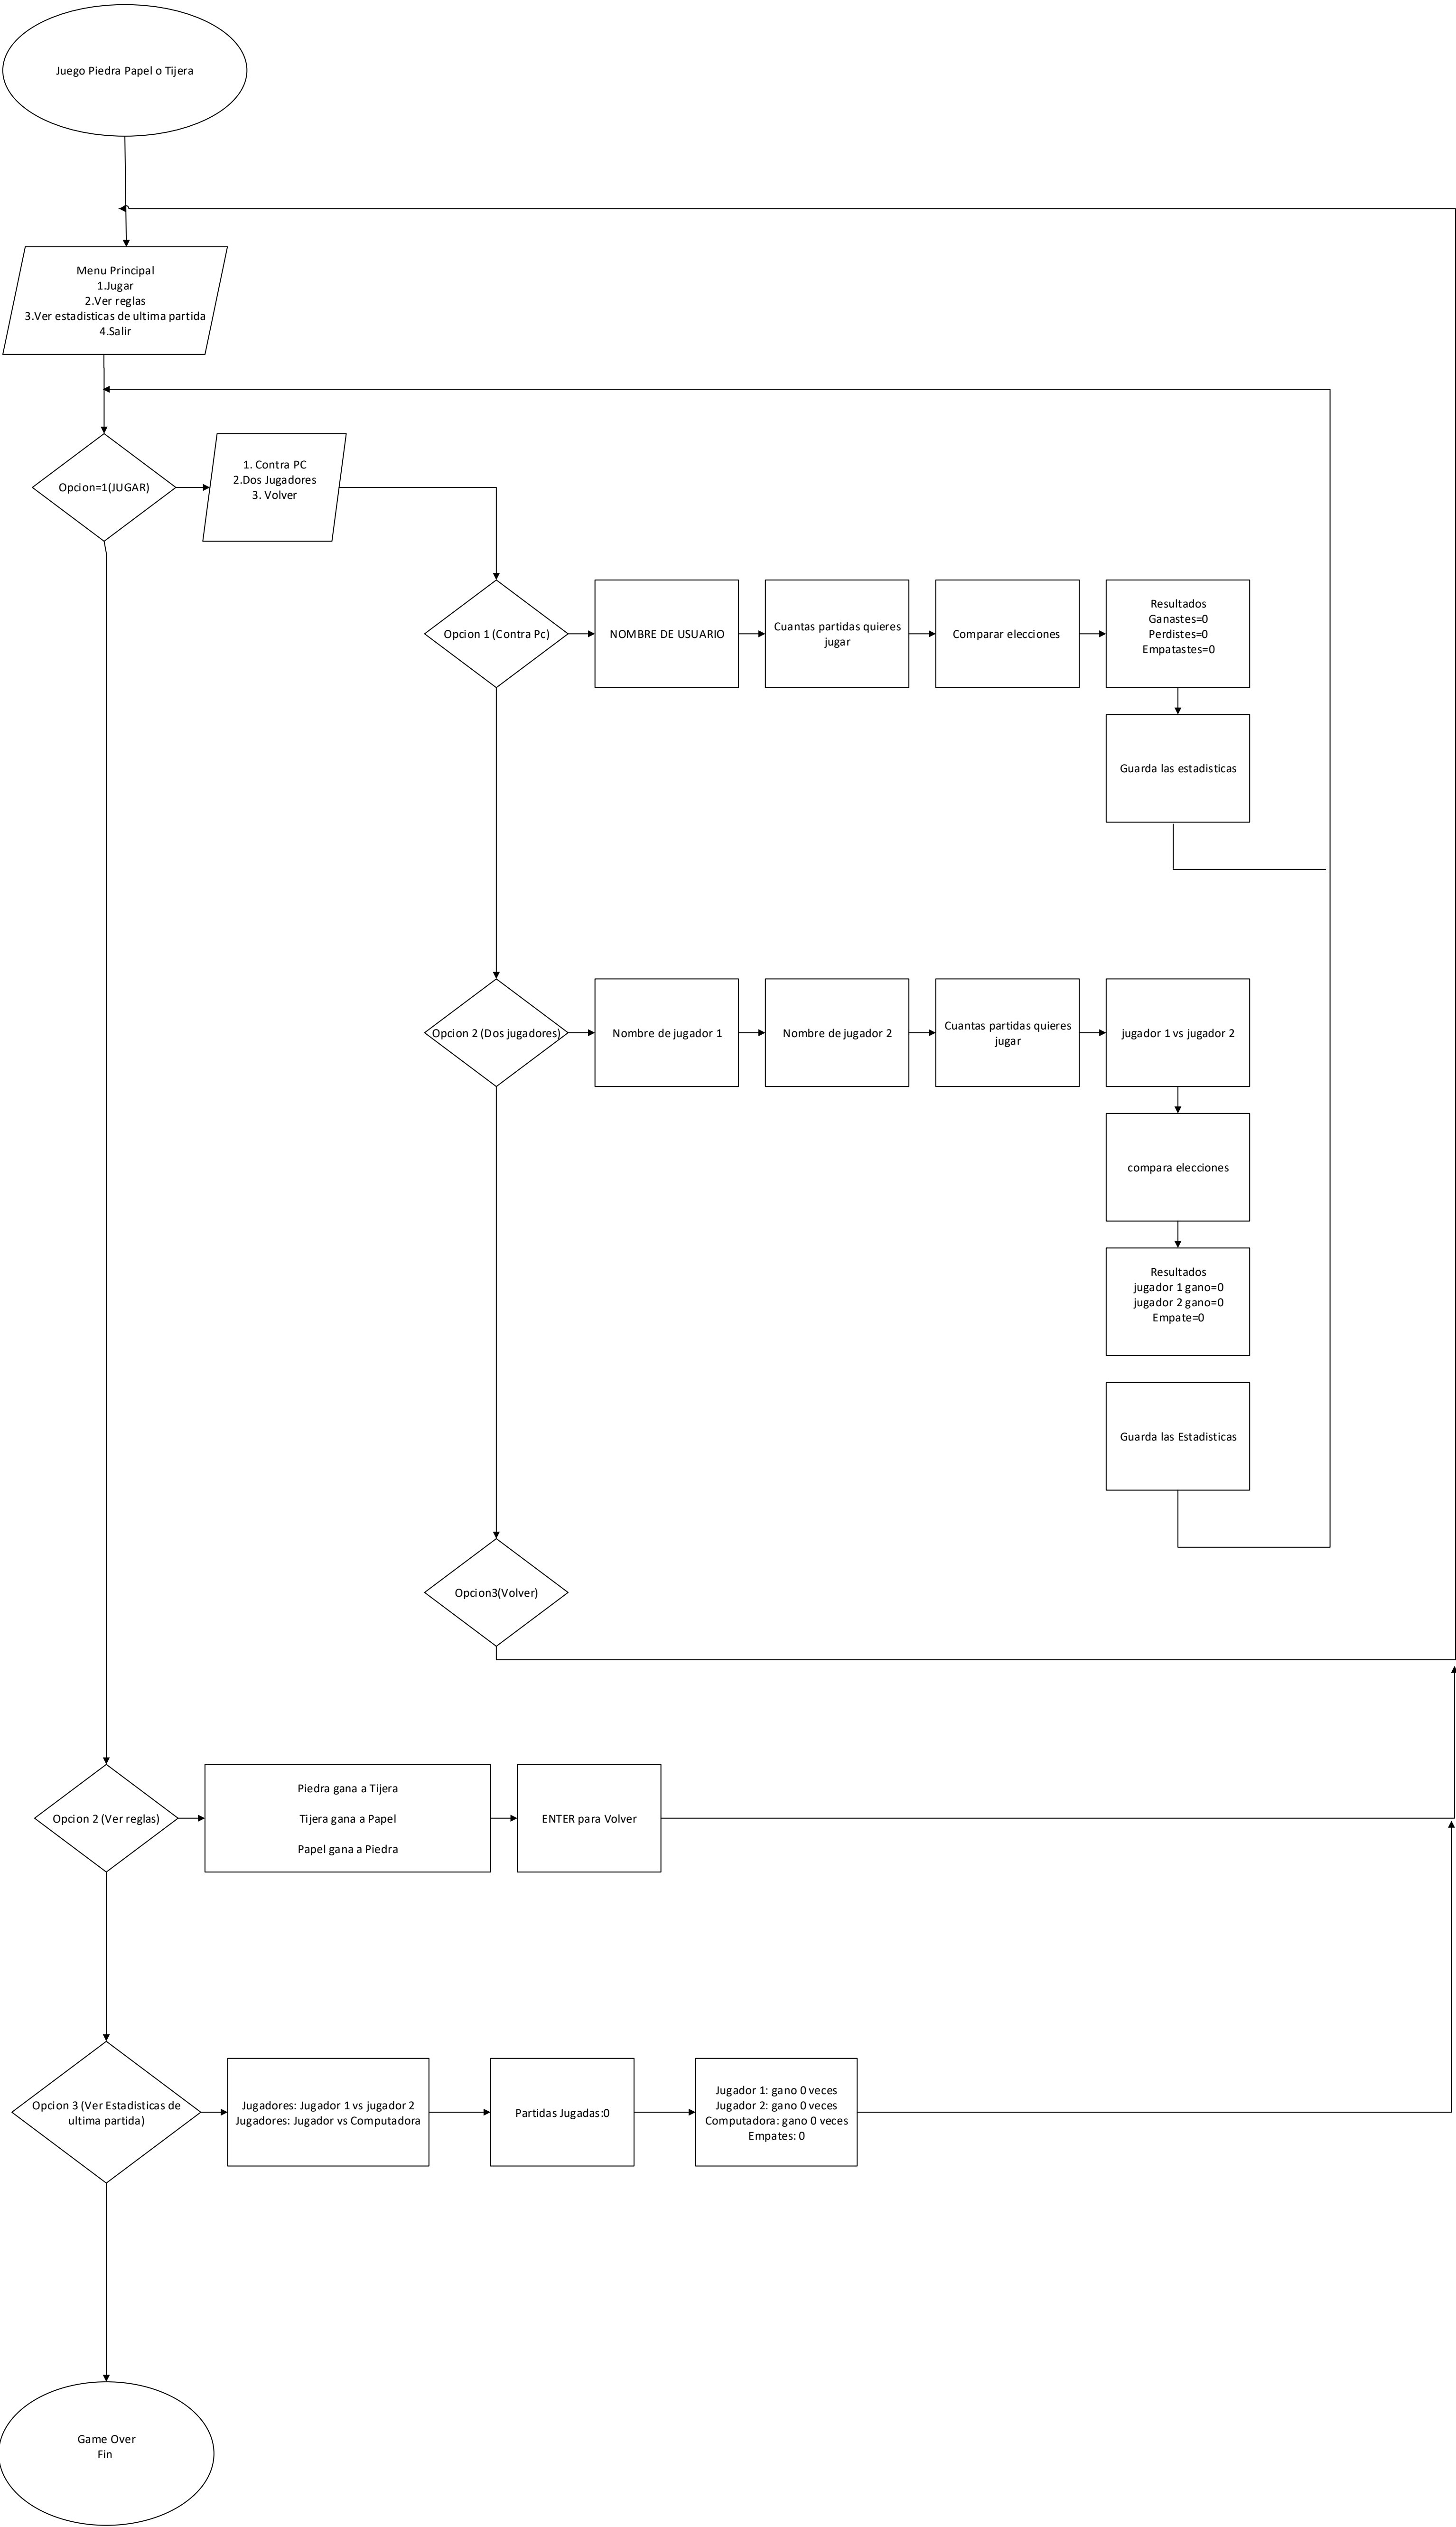 Juego Piedra Papel o Tijera
Menu Principal
1.Jugar
2.Ver reglas
3.Ver estadisticas de ultima partida
4.Salir
Opcion=1(JUGAR)
1. Contra PC
2.Dos Jugadores
3. Volver
Opcion 1 (Contra Pc)
NOMBRE DE USUARIO
Cuantas partidas quieres
jugar
Comparar elecciones
Resultados
Ganastes=0
Perdistes=0
Empatastes=0
Guarda las estadisticas
Opcion 2 (Dos jugadores)
Nombre de jugador 1
Nombre de jugador 2
Cuantas partidas quieres
jugar
jugador 1 vs jugador 2
compara elecciones
Resultados
jugador 1 gano=0
jugador 2 gano=0
Empate=0
Guarda las Estadisticas
Opcion3(Volver)
Opcion 2 (Ver reglas)
Piedra gana a Tijera
Tijera gana a Papel
Papel gana a Piedra
ENTER para Volver
Opcion 3 (Ver Estadisticas de
ultima partida)
Jugadores: Jugador 1 vs jugador 2
Jugadores: Jugador vs Computadora
Partidas Jugadas:0
Jugador 1: gano 0 veces
Jugador 2: gano 0 veces
Computadora: gano 0 veces
Empates: 0
Game Over
Fin